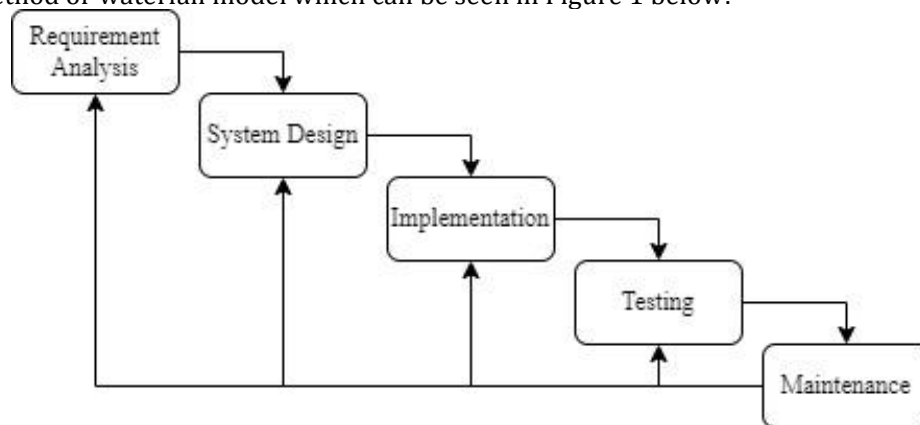 method or waterfall model which can be seen in Figure 1 below:
Requirement
Analysis
System Design
Implementation
Testing
Maintenance